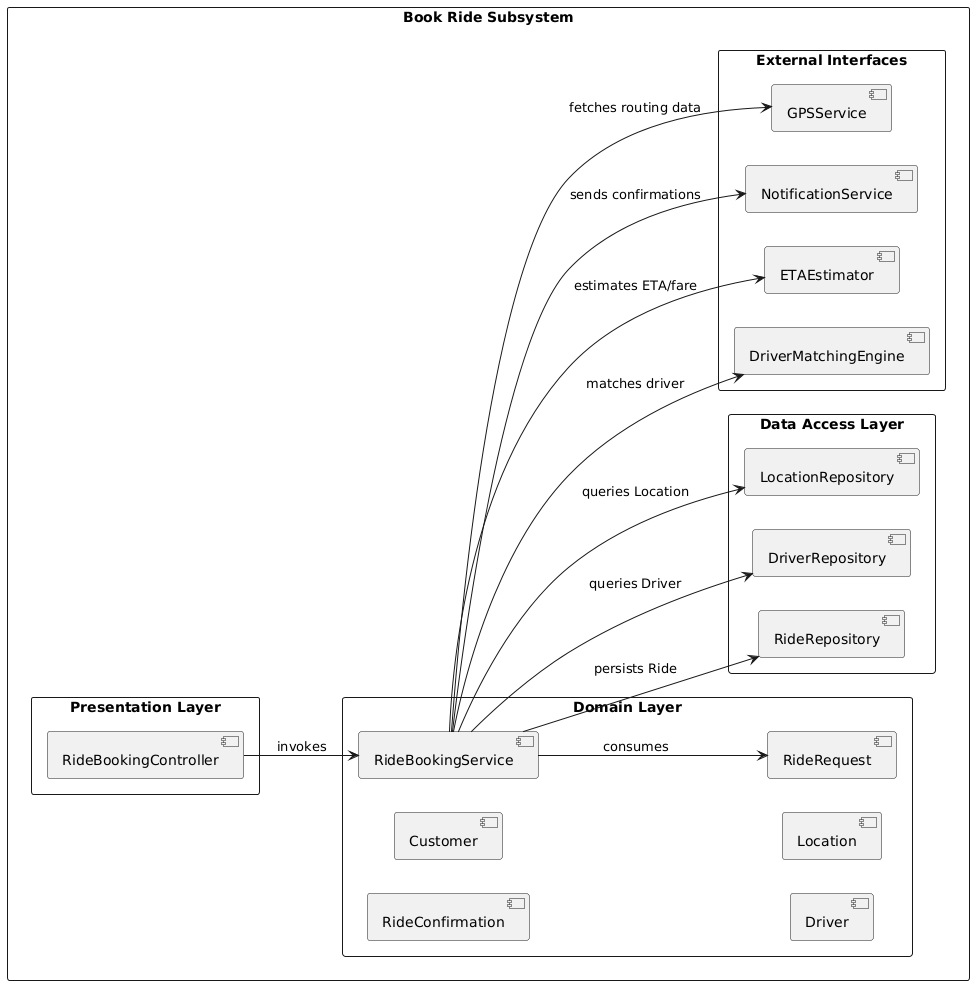 Book Ride Subsystem
External Interfaces
GPSService
fetches routing data
NotificationService
sends confirmations
ETAEstimator
estimates ETA/fare
DriverMatchingEngine
matches driver
Data Access Layer
LocationRepository
queries Location
DriverRepository
queries Driver
RideRepository
persists Ride
Presentation Layer
RideBookingController
invokes
Domain Layer
RideBookingService
consumes
RideRequest
Customer
Location
RideConfirmation
Driver